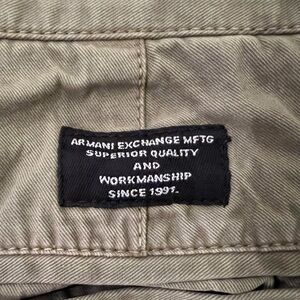 ARMANI EXCHANGE MFTG
SUPERIOR QUALITY
AND
WORKMANSHIP
SINCE 1991.